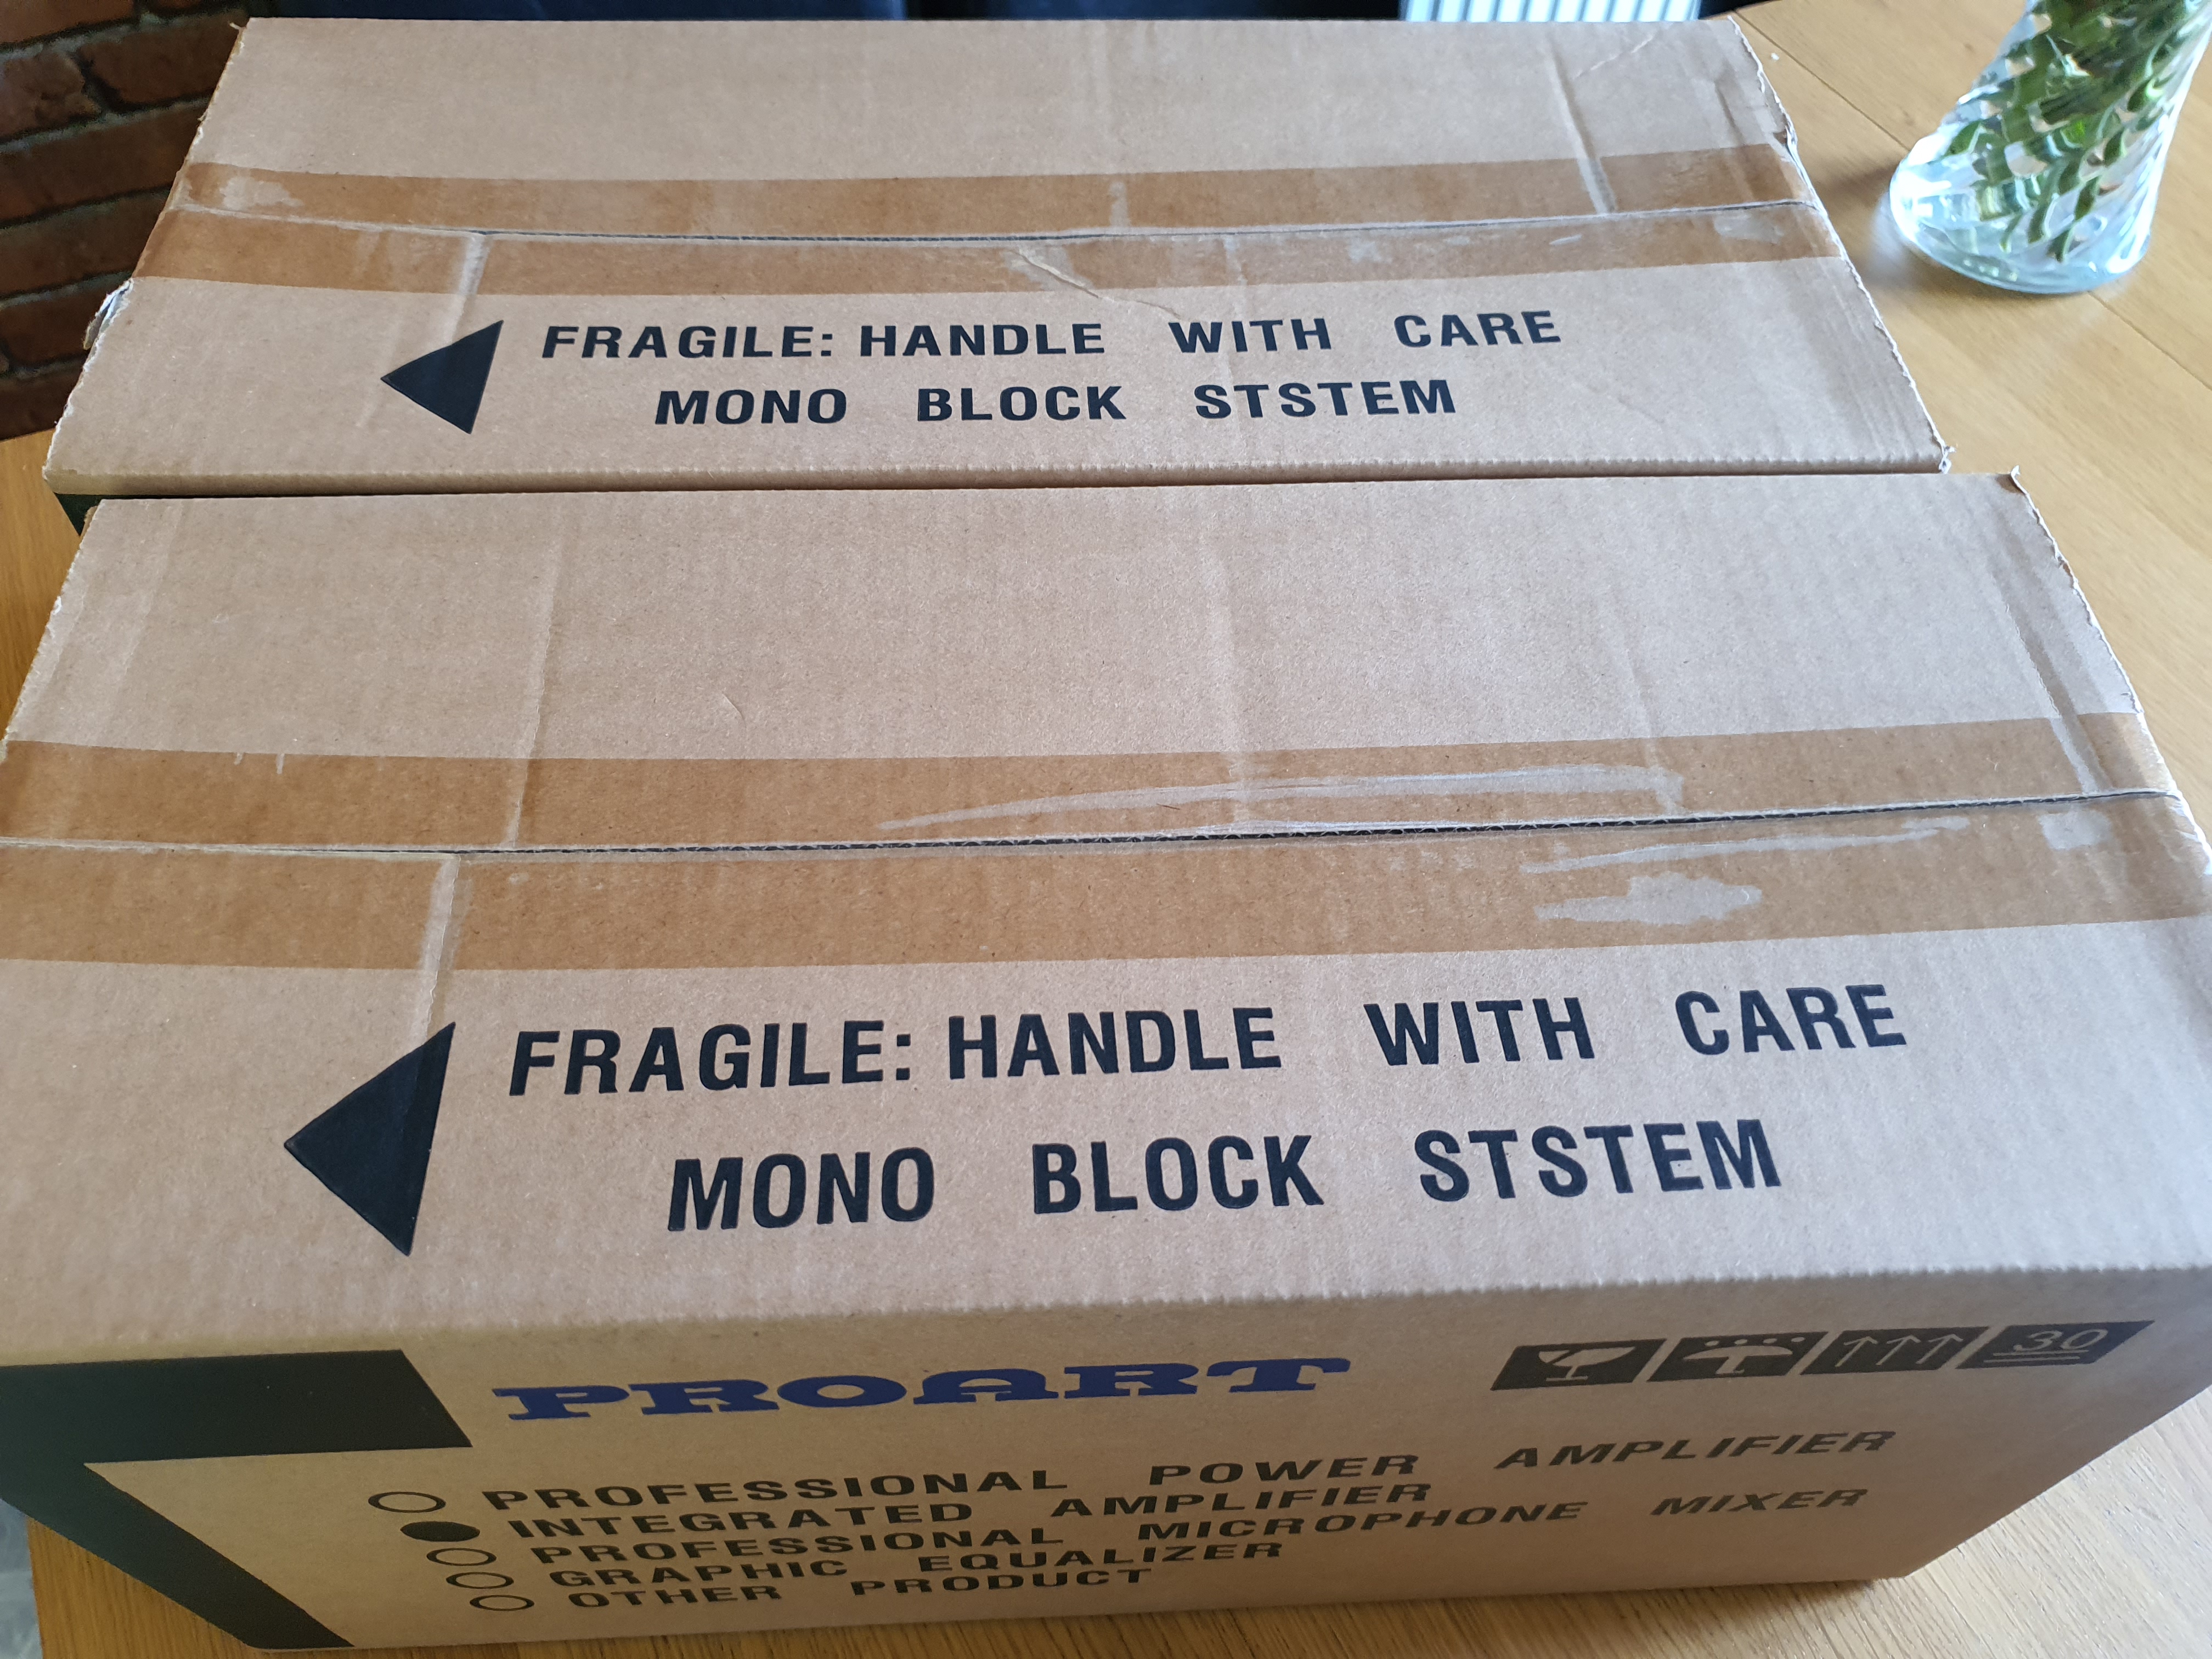 FRAGILE: HANDLE WITH CARE
MONO BLOCK STSTEM
FRAGILE: HANDLE WITH CARE
MONO BLOCK STSTEM
PROART
30
PROFESSIONAL POWER AMPLIFIER
INTEGRATED AMPLIFIER
PROFESSIONAL MICROPHONE MIXER
GRAPHIC EQUALIZER
OTHER PRODUCT